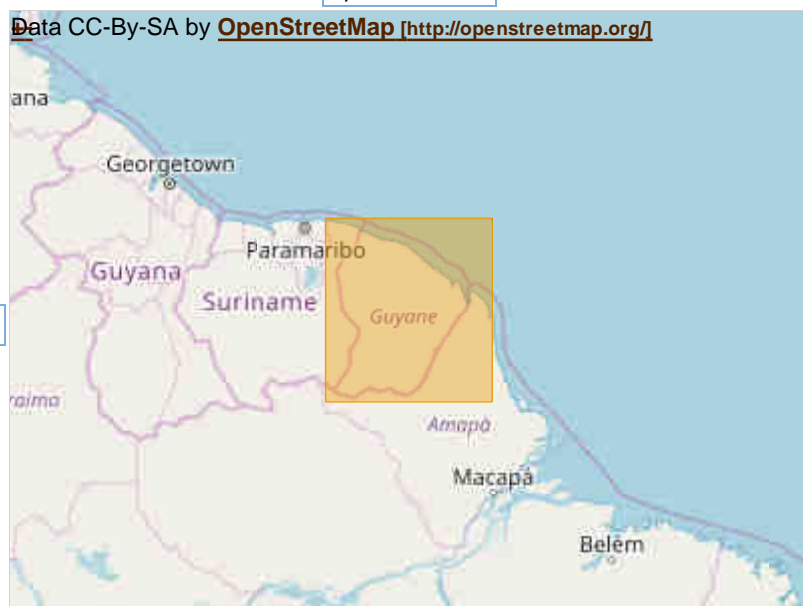 Data CC-By-SA by OpenStreetMap [http://openstreetmap.org/]
ana
Georgetown
Paramaribo
Guyana
Suriname
Guyane
raima
Amapá
Macapá
Belém